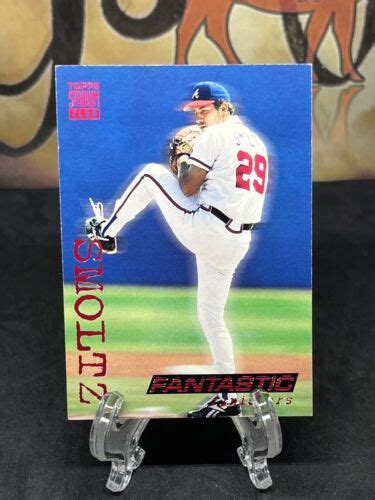 TOPPS
STADIUM
CLUB
A
29
SMOLTZ
FANTASTIC